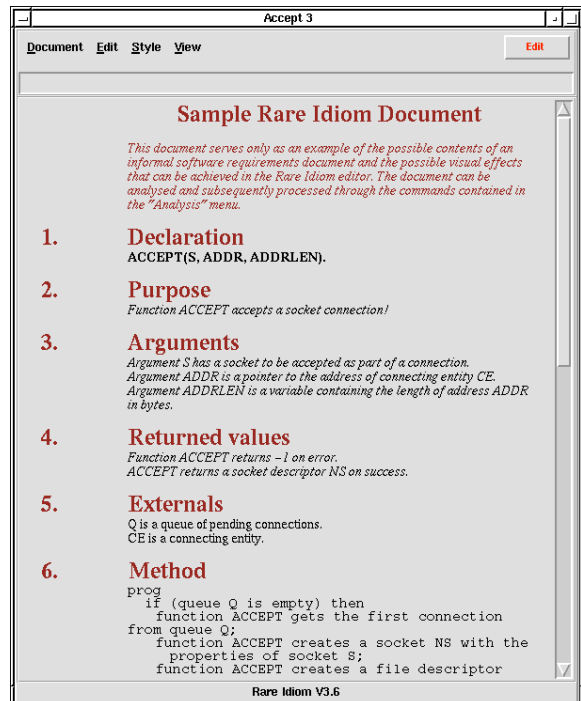 Accept 3
Document Edit Style View
Edit
Sample Rare Idiom Document
This document serves only as an example of the possible contents of an
informal software requirements document and the possible visual effects
that can be achieved in the Rare Idiom editor. The document can be
analysed and subsequently processed through the commands contained in
the "Analysis" menu.
1. Declaration
ACCEPT(S, ADDR, ADDRLEN).
2. Purpose
Function ACCEPT accepts a socket connection!
3. Arguments
Argument S has a socket to be accepted as part of a connection.
Argument ADDR is a pointer to the address of connecting entity CE.
Argument ADDRLEN is a variable containing the length of address ADDR
in bytes.
4. Returned values
Function ACCEPT returns –1 on error.
ACCEPT returns a socket descriptor NS on success.
5. Externals
Q is a queue of pending connections.
CE is a connecting entity.
6. Method
prog
if (queue Q is empty) then
function ACCEPT gets the first connection
from queue Q;
function ACCEPT creates a socket NS with the
properties of socket S;
function ACCEPT creates a file descriptor
Rare Idiom V3.6